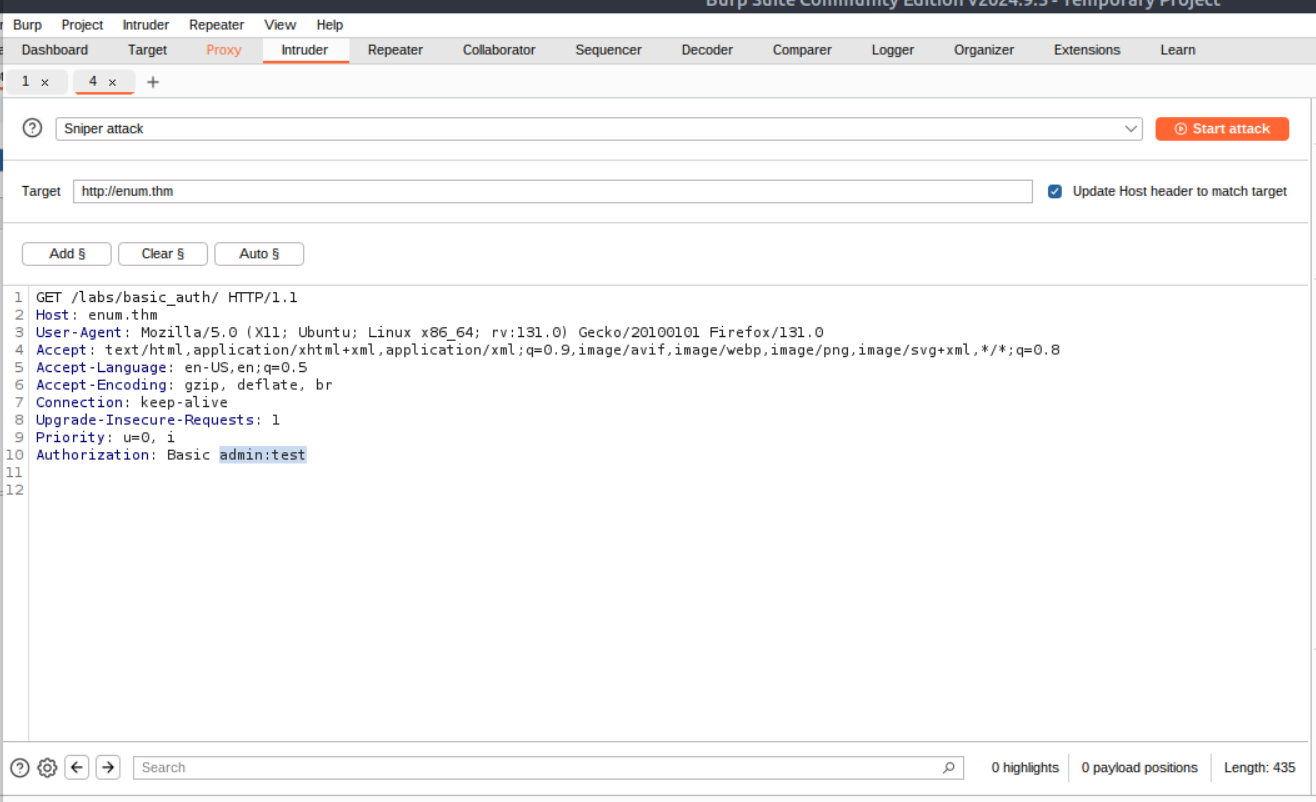 Burp Suite Community Edition v2024.9.5 - Temporary Project
Burp Project Intruder Repeater View Help
Dashboard Target Proxy Intruder Repeater Collaborator Sequencer Decoder Comparer Logger Organizer Extensions Learn
1 × 4 × +
? Sniper attack Start attack
Target http://enum.thm Update Host header to match target
Add § Clear § Auto §
1 GET /labs/basic_auth/ HTTP/1.1
2 Host: enum.thm
3 User-Agent: Mozilla/5.0 (X11; Ubuntu; Linux x86_64; rv:131.0) Gecko/20100101 Firefox/131.0
4 Accept: text/html,application/xhtml+xml,application/xml;q=0.9,image/avif,image/webp,image/png,image/svg+xml,*/*;q=0.8
5 Accept-Language: en-US,en;q=0.5
6 Accept-Encoding: gzip, deflate, br
7 Connection: keep-alive
8 Upgrade-Insecure-Requests: 1
9 Priority: u=0, i
10 Authorization: Basic admin:test
11
12
? Search 0 highlights 0 payload positions Length: 435